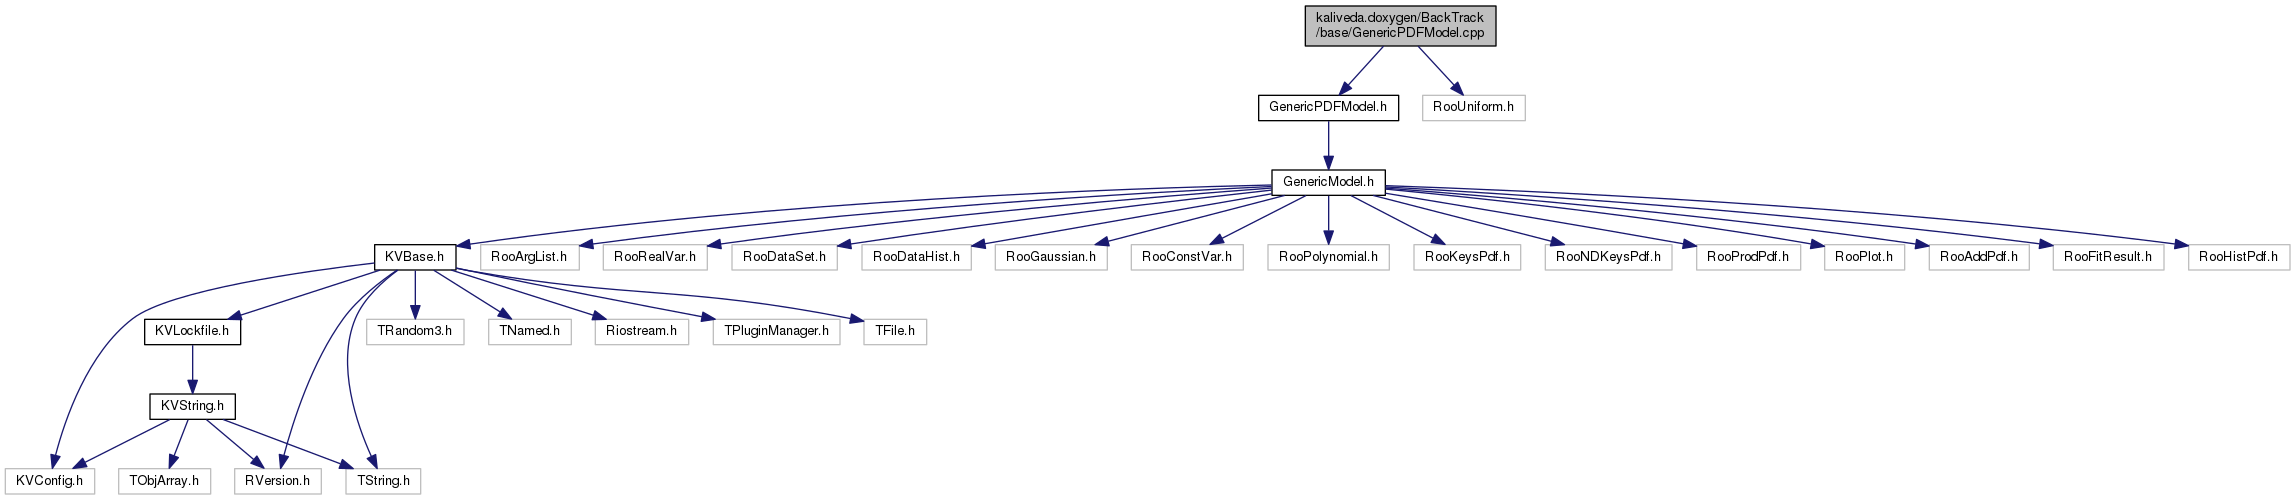 kaliveda.doxygen/BackTrack
/base/GenericPDFModel.cpp
GenericPDFModel.h
RooUniform.h
GenericModel.h
KVBase.h
RooArgList.h
RooRealVar.h
RooDataSet.h
RooDataHist.h
RooGaussian.h
RooConstVar.h
RooPolynomial.h
RooKeysPdf.h
RooNDKeysPdf.h
RooProdPdf.h
RooPlot.h
RooAddPdf.h
RooFitResult.h
RooHistPdf.h
KVLockfile.h
TRandom3.h
TNamed.h
Riostream.h
TPluginManager.h
TFile.h
KVString.h
KVConfig.h
TObjArray.h
RVersion.h
TString.h